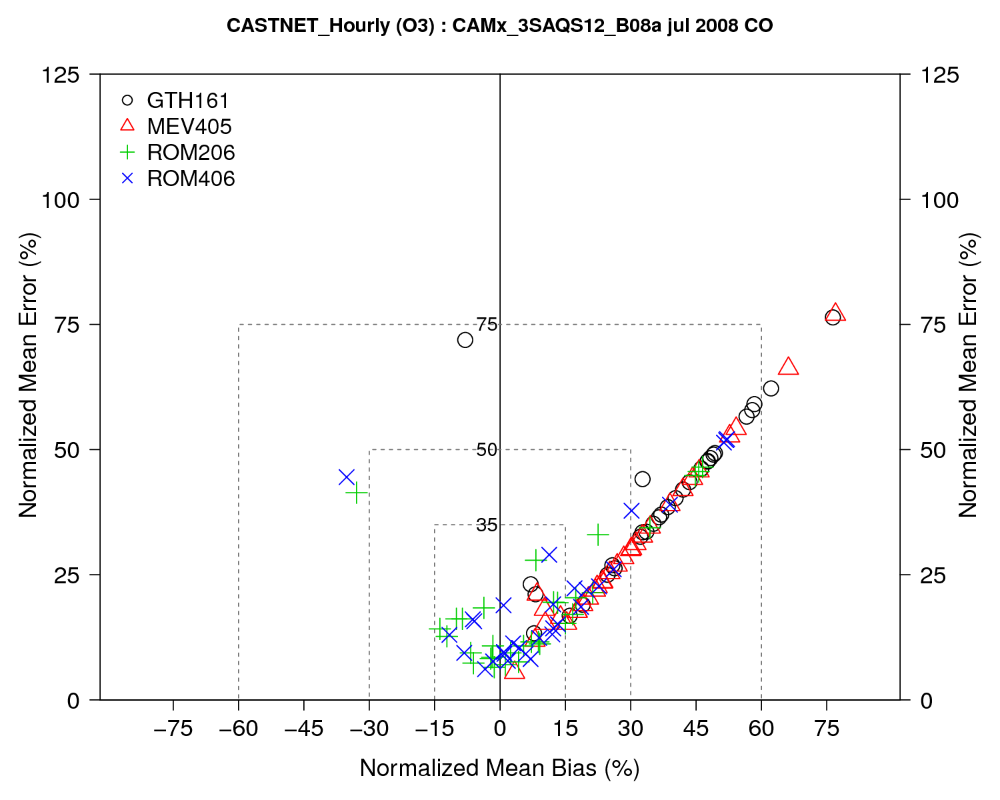 CASTNET_Hourly (O3) : CAMx_3SAQS12_B08a jul 2008 CO
GTH161
MEV405
ROM206
ROM406
Normalized Mean Error (%)
125
100
75
50
25
0
75
50
35
125
100
75
50
25
0
Normalized Mean Error (%)
−75 −60 −45 −30 −15 0 15 30 45 60 75
Normalized Mean Bias (%)